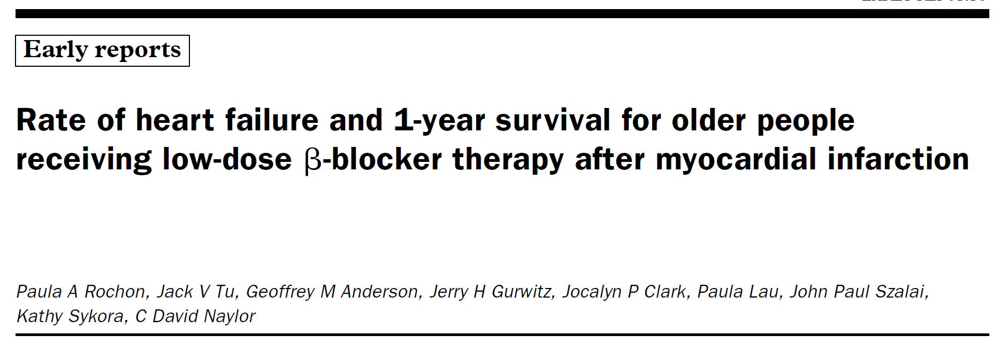 Early reports
Rate of heart failure and 1-year survival for older people
receiving low-dose β-blocker therapy after myocardial infarction
Paula A Rochon, Jack V Tu, Geoffrey M Anderson, Jerry H Gurwitz, Jocalyn P Clark, Paula Lau, John Paul Szalai,
Kathy Sykora, C David Naylor